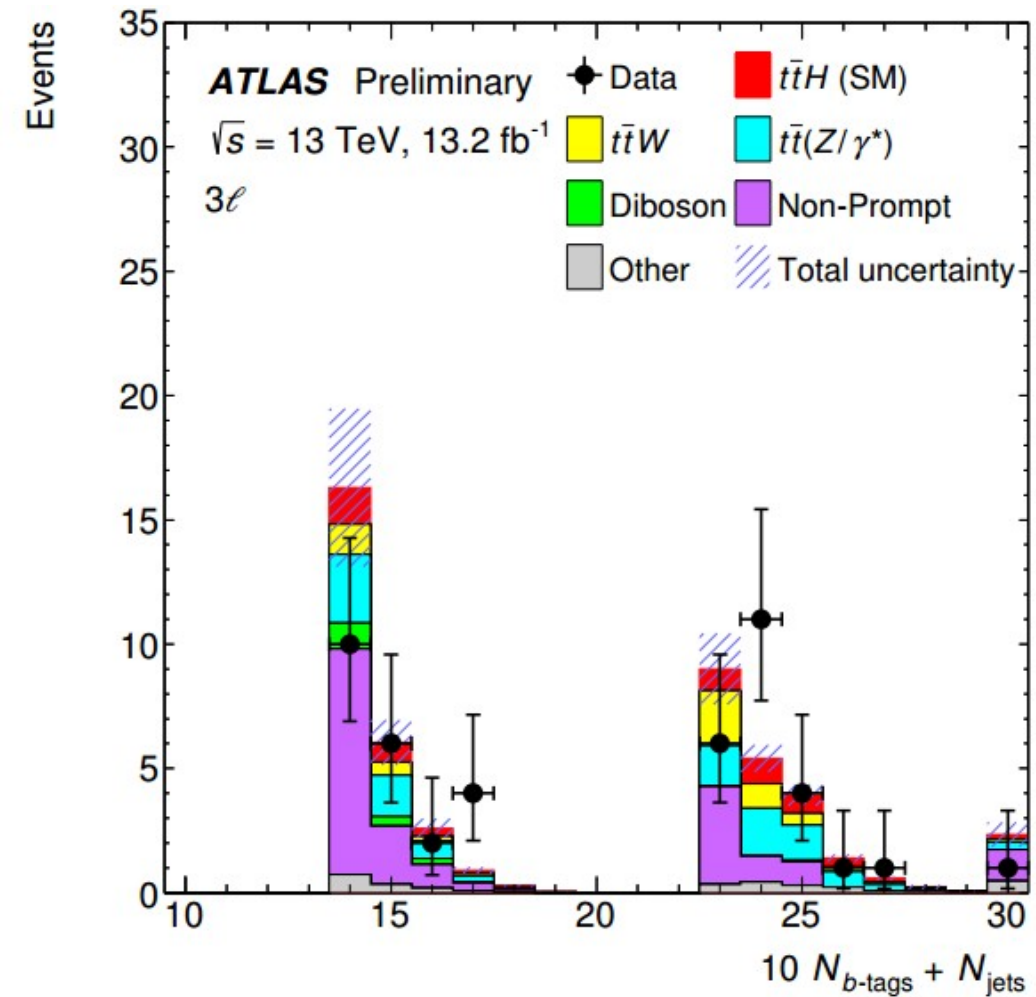 Events
35
30
25
20
15
10
5
0
ATLAS Preliminary
√s = 13 TeV, 13.2 fb⁻¹
3ℓ
Data
tt̄H (SM)
tt̄W
tt̄(Z/γ*)
Diboson
Non-Prompt
Other
Total uncertainty
10 15 20 25 30
10 N_b-tags + N_jets